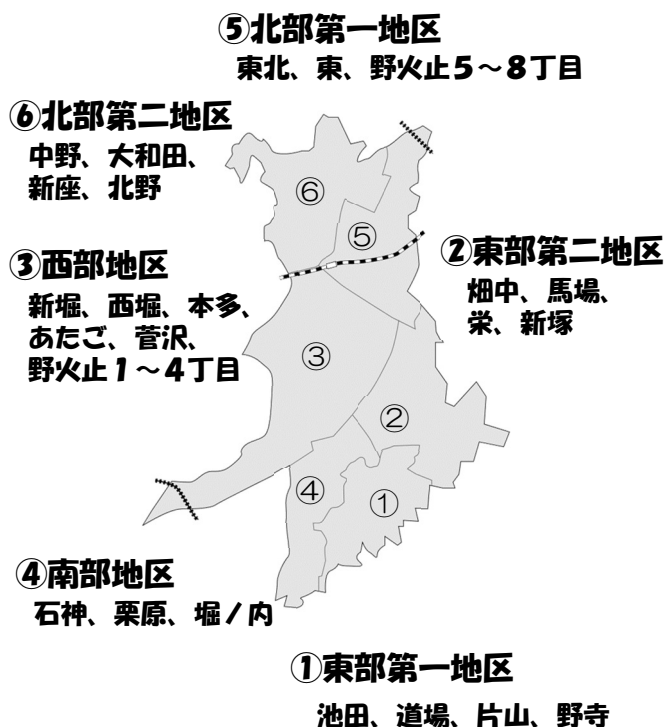 ⑤北部第一地区
東北、東、野火止5～8丁目
⑥北部第二地区
中野、大和田、
新座、北野
③西部地区
新堀、西堀、本多、
あたご、菅沢、
野火止1～4丁目
②東部第二地区
畑中、馬場、
栄、新塚
⑥
⑤
③
②
④
①
④南部地区
石神、栗原、堀ノ内
①東部第一地区
池田、道場、片山、野寺